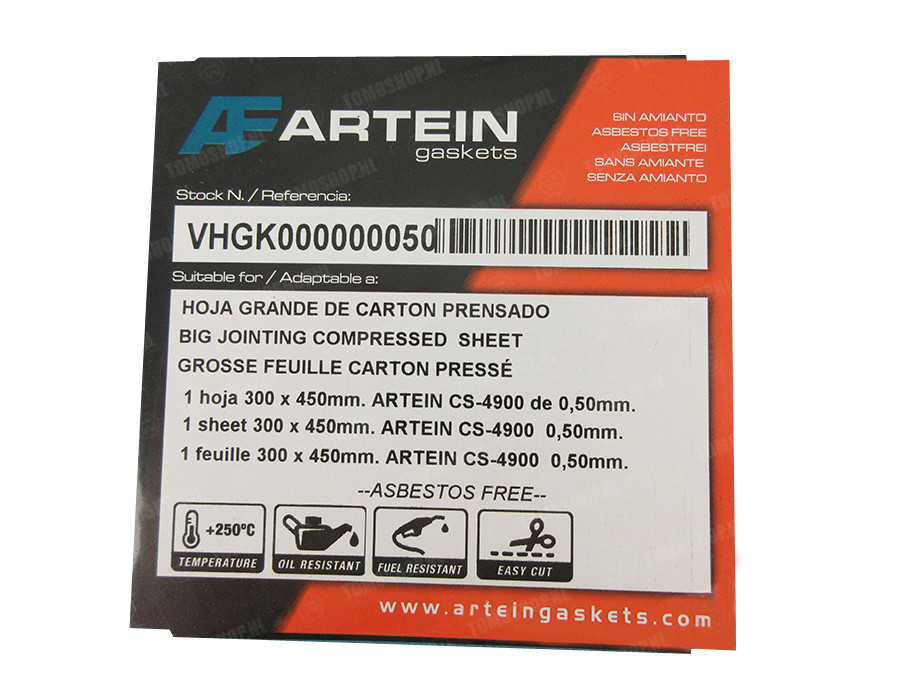 ARTEIN
gaskets
SIN AMIANTO
ASBESTOS FREE
ASBESTFREI
SANS AMIANTE
SENZA AMIANTO
Stock N. / Referencia:
VHGK000000050
Suitable for / Adaptable a:
HOJA GRANDE DE CARTON PRENSADO
BIG JOINTING COMPRESSED SHEET
GROSSE FEUILLE CARTON PRESSÉ
1 hoja 300 x 450mm. ARTEIN CS-4900 de 0,50mm.
1 sheet 300 x 450mm. ARTEIN CS-4900 0,50mm.
1 feuille 300 x 450mm. ARTEIN CS-4900 0,50mm.
--ASBESTOS FREE--
+250ºC
TEMPERATURE
OIL RESISTANT
FUEL RESISTANT
EASY CUT
www.arteingaskets.com
TOMOSHOP.NL